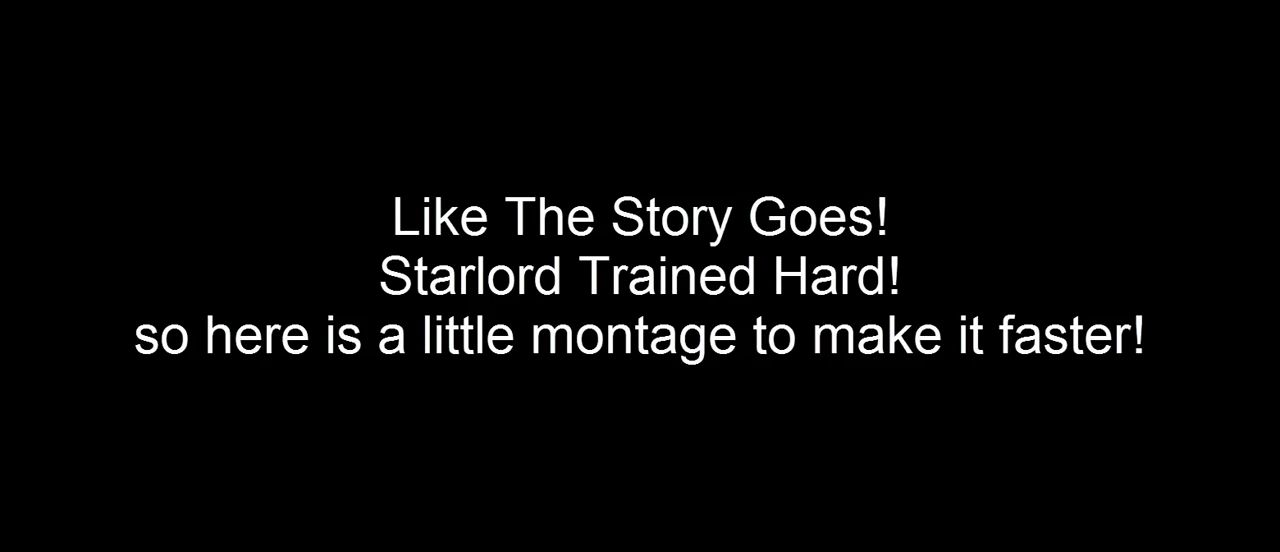 Like The Story Goes!
Starlord Trained Hard!
so here is a little montage to make it faster!